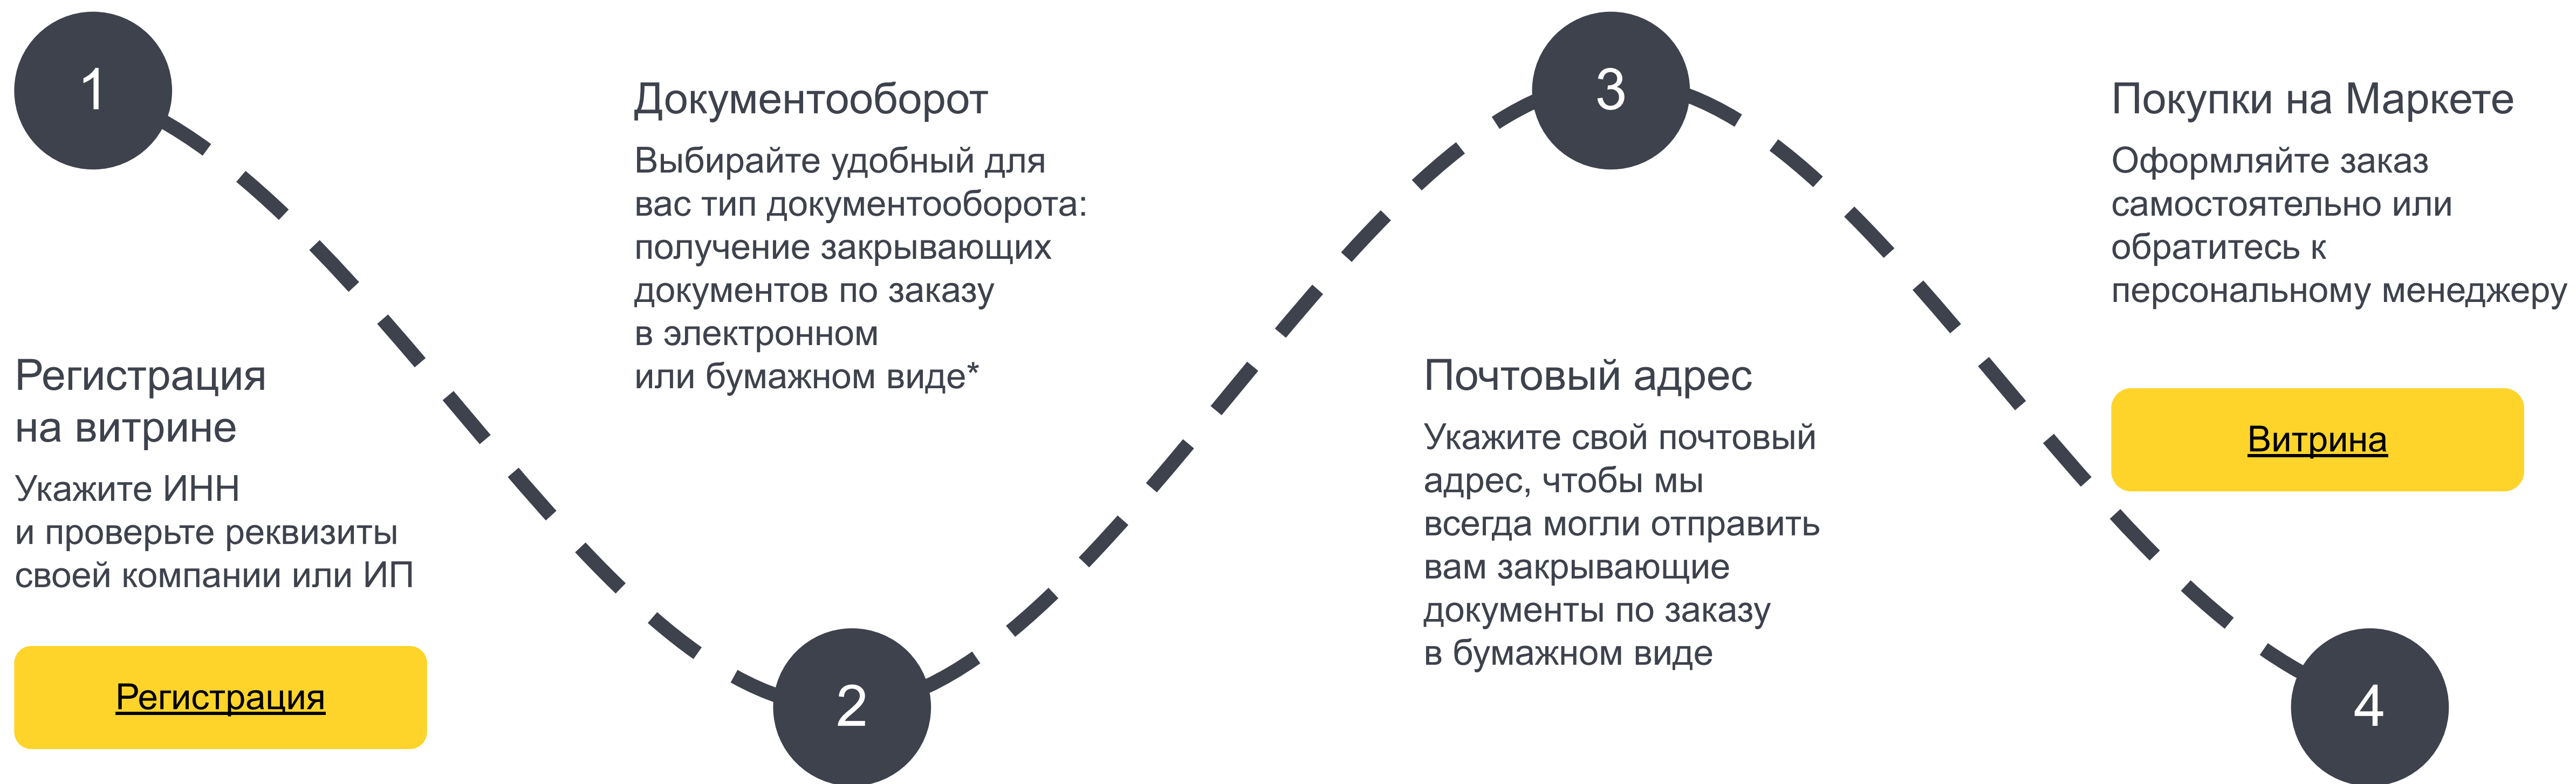 1
Регистрация
на витрине
Укажите ИНН
и проверьте реквизиты
своей компании или ИП
Регистрация
2
Документооборот
Выбирайте удобный для
вас тип документооборота:
получение закрывающих
документов по заказу
в электронном
или бумажном виде*
3
Почтовый адрес
Укажите свой почтовый
адрес, чтобы мы
всегда могли отправить
вам закрывающие
документы по заказу
в бумажном виде
4
Покупки на Маркете
Оформляйте заказ
самостоятельно или
обратитесь к
персональному менеджеру
Витрина